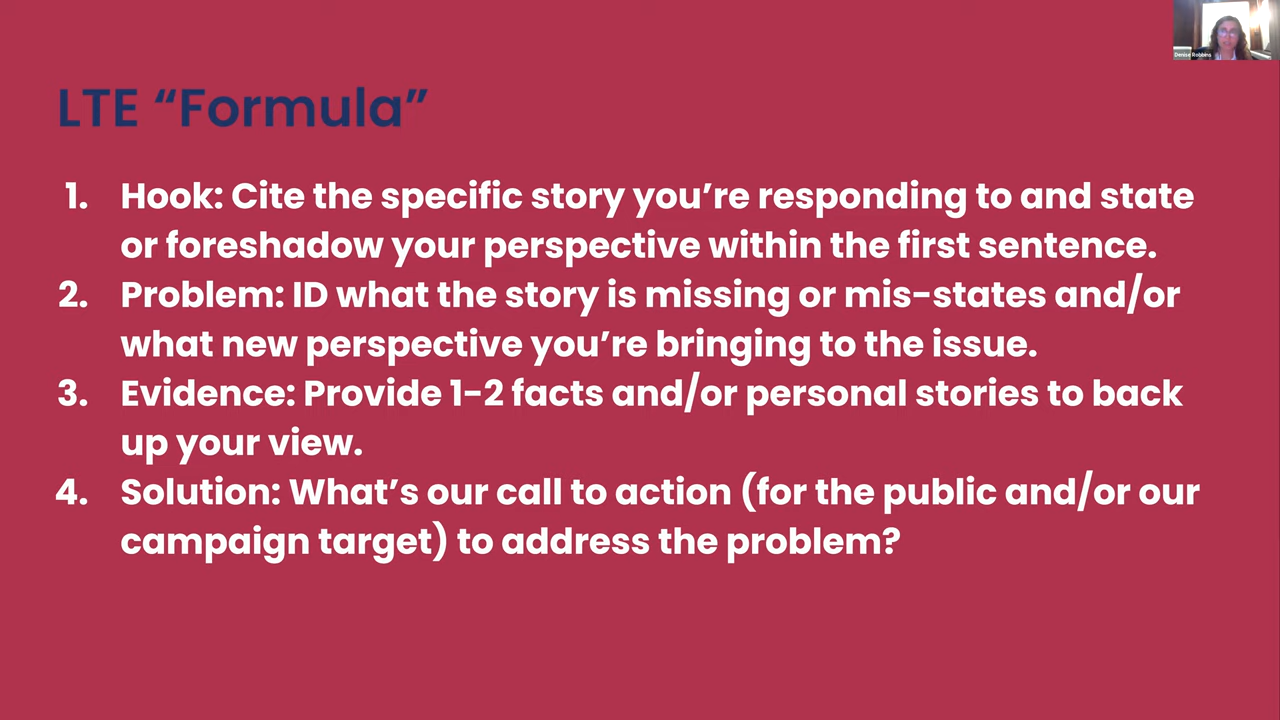 Denise Robbins
LTE “Formula”
1. Hook: Cite the specific story you’re responding to and state
or foreshadow your perspective within the first sentence.
2. Problem: ID what the story is missing or mis-states and/or
what new perspective you’re bringing to the issue.
3. Evidence: Provide 1-2 facts and/or personal stories to back
up your view.
4. Solution: What’s our call to action (for the public and/or our
campaign target) to address the problem?